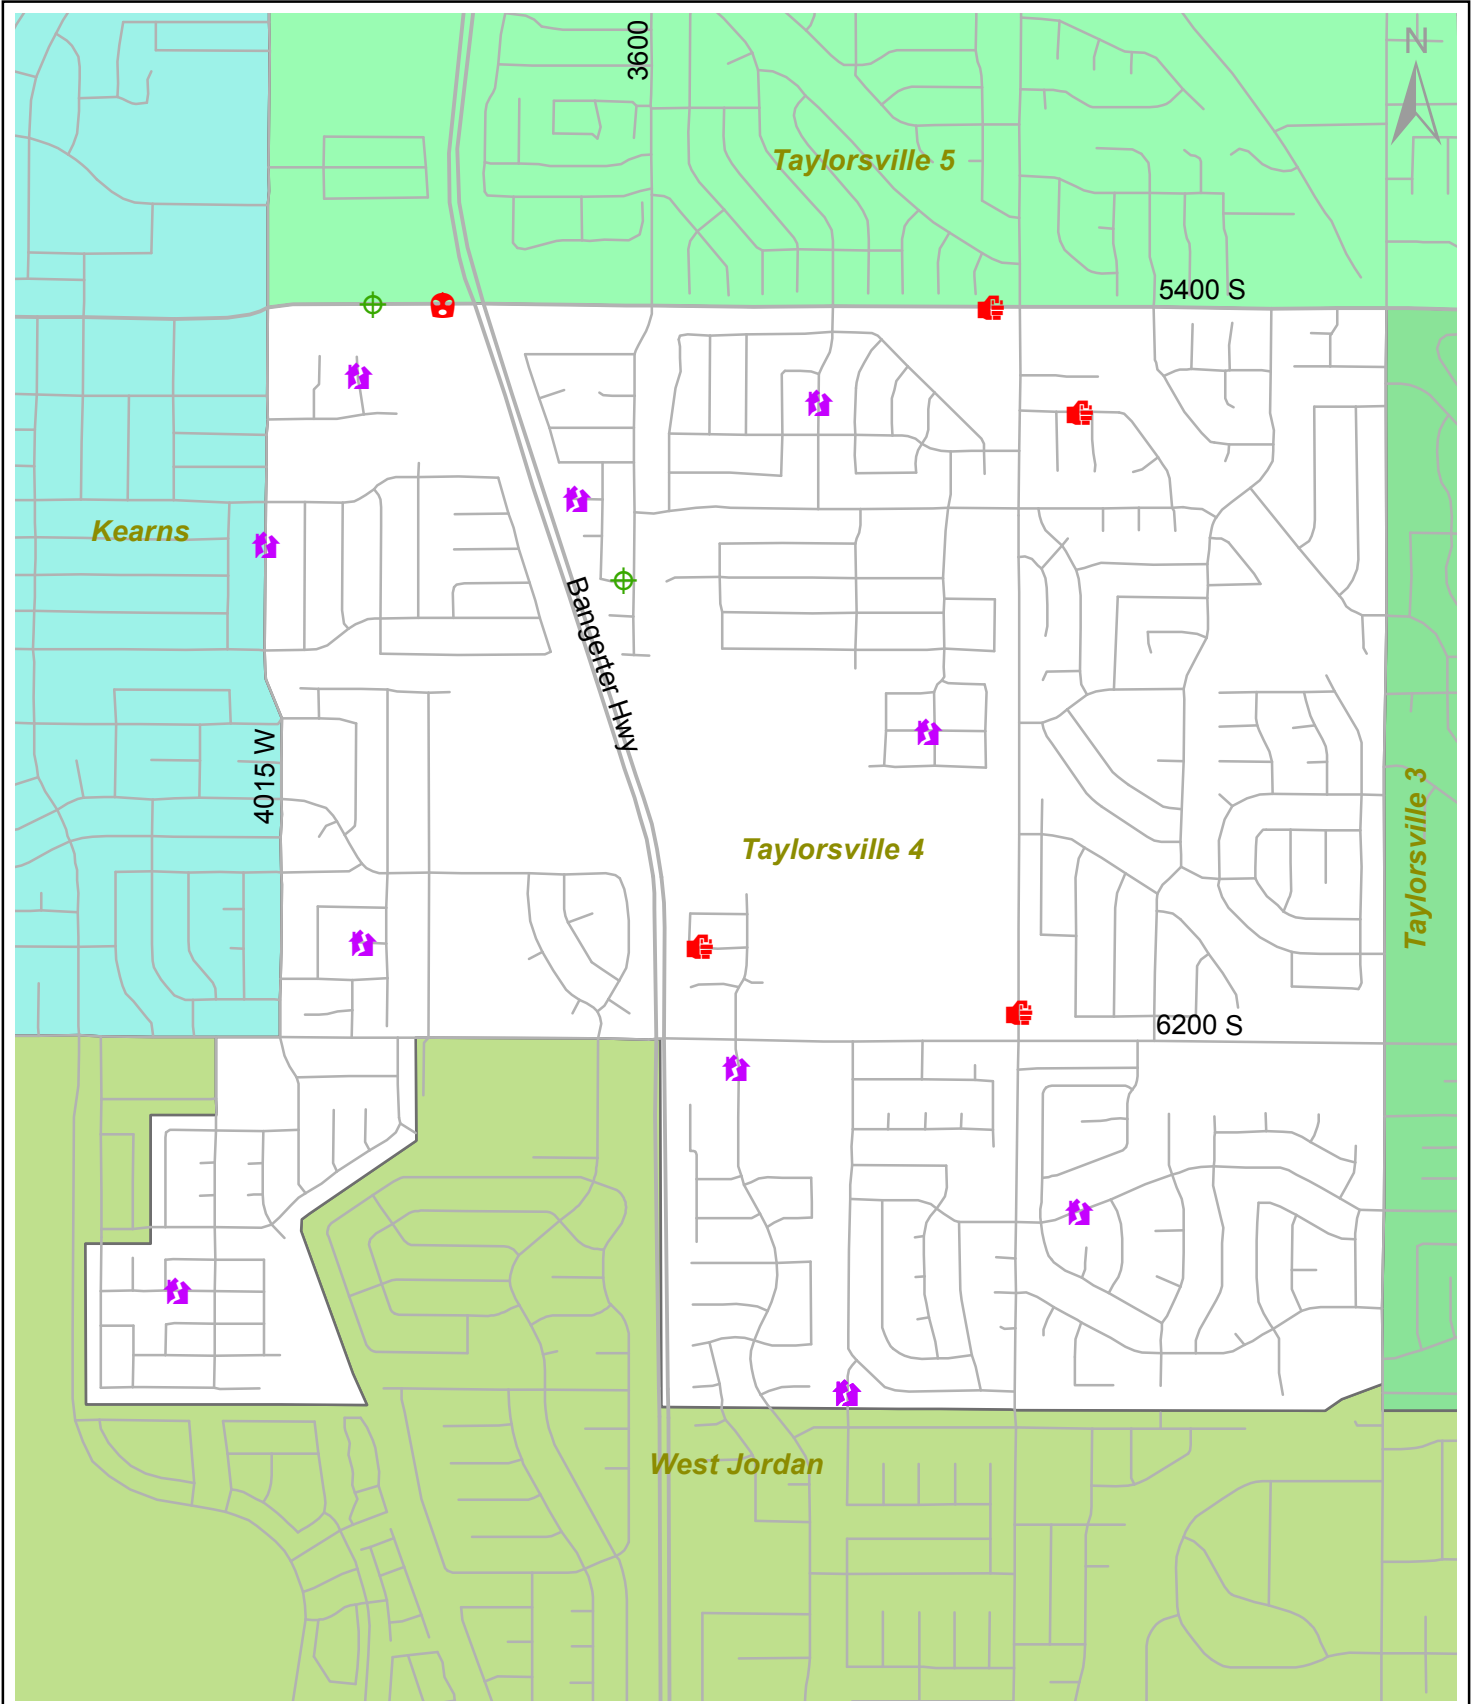 3600
N
Taylorsville 5
5400 S
Kearns
Bangerter Hwy
4015 W
Taylorsville 4
Taylorsville 3
6200 S
West Jordan